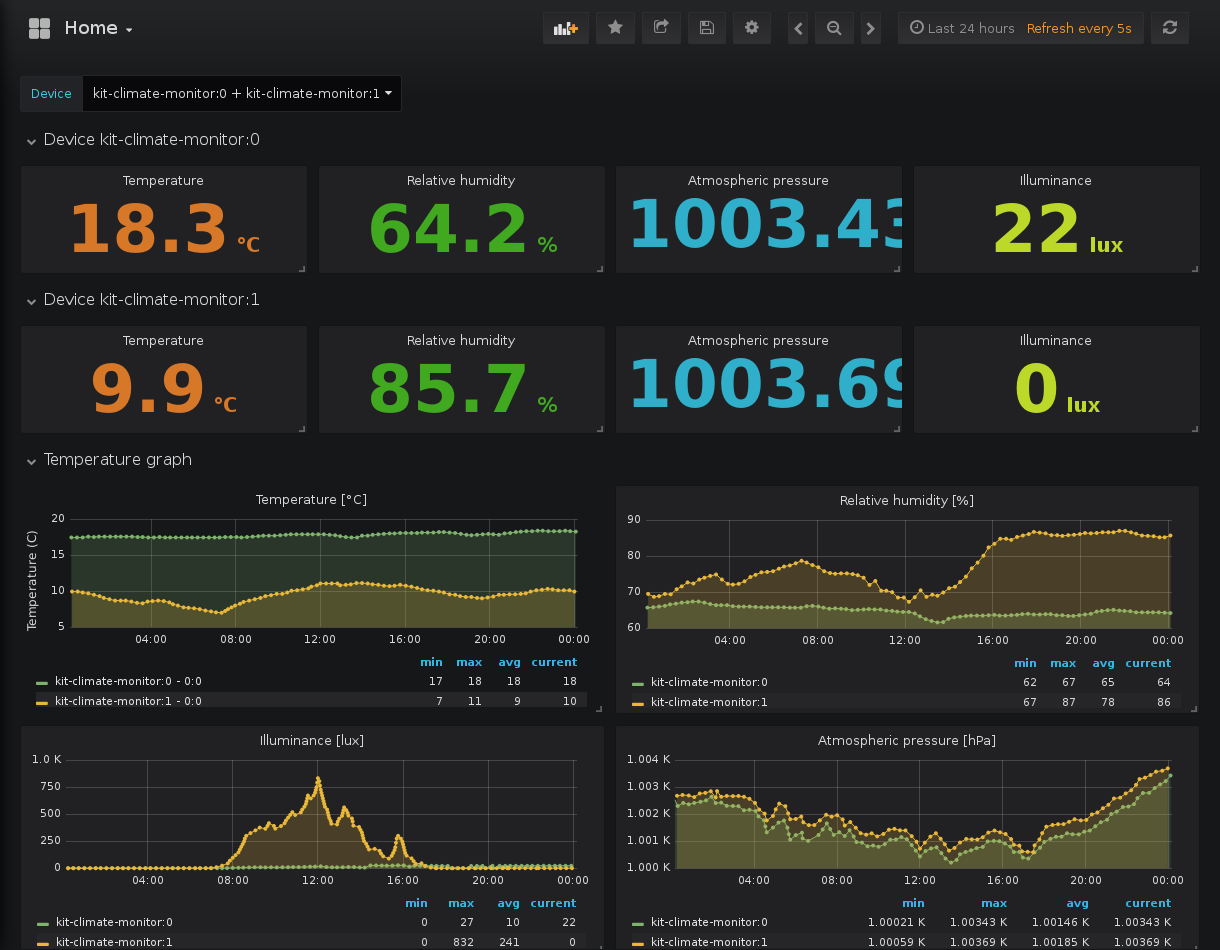 Home
Last 24 hours Refresh every 5s
Device kit-climate-monitor:0 + kit-climate-monitor:1
Device kit-climate-monitor:0
Temperature Relative humidity Atmospheric pressure Illuminance
18.3 °C 64.2 % 1003.43 22 lux
Device kit-climate-monitor:1
Temperature Relative humidity Atmospheric pressure Illuminance
9.9 °C 85.7 % 1003.69 0 lux
Temperature graph
Temperature [°C]
Temperature (C)
20
15
10
5
04:00 08:00 12:00 16:00 20:00 00:00
min max avg current
kit-climate-monitor:0 - 0:0 17 18 18 18
kit-climate-monitor:1 - 0:0 7 11 9 10
Relative humidity [%]
90
80
70
60
04:00 08:00 12:00 16:00 20:00 00:00
min max avg current
kit-climate-monitor:0 62 67 65 64
kit-climate-monitor:1 67 87 78 86
Illuminance [lux]
1.0 K
750
500
250
0
04:00 08:00 12:00 16:00 20:00 00:00
min max avg current
kit-climate-monitor:0 0 27 10 22
kit-climate-monitor:1 0 832 241 0
Atmospheric pressure [hPa]
1.004 K
1.003 K
1.002 K
1.001 K
1.000 K
04:00 08:00 12:00 16:00 20:00 00:00
min max avg current
kit-climate-monitor:0 1.00021 K 1.00343 K 1.00146 K 1.00343 K
kit-climate-monitor:1 1.00059 K 1.00369 K 1.00185 K 1.00369 K